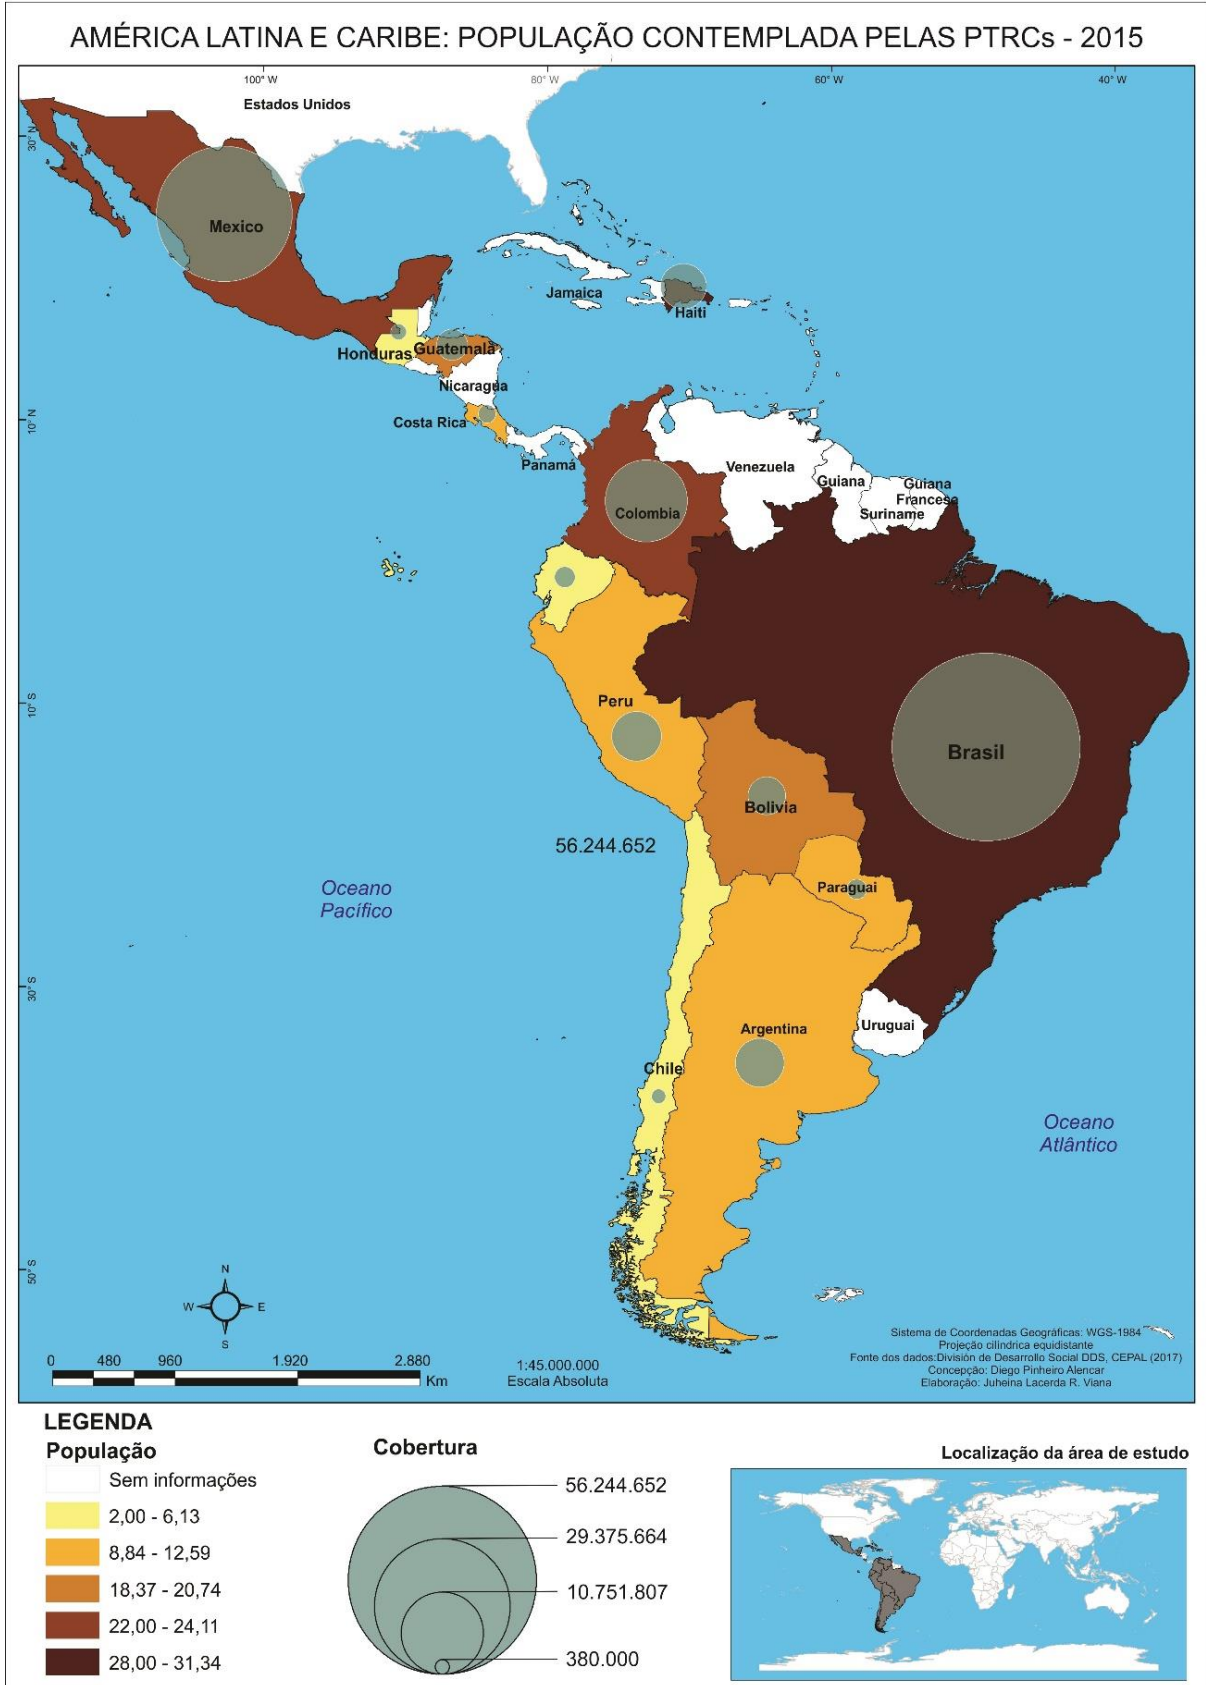 AMÉRICA LATINA E CARIBE: POPULAÇÃO CONTEMPLADA PELAS PTRCs - 2015
100° W
80° W
60° W
40° W
Estados Unidos
30° N
Mexico
Jamaica
Haiti
Honduras
Guatemala
Nicaragua
10° N
Costa Rica
Panamá
Venezuela
Guiana
Guiana
Francese
Suriname
Colombia
10° S
Peru
Brasil
Bolivia
56.244.652
Oceano
Pacífico
Paraguai
30° S
Uruguai
Argentina
Chile
Oceano
Atlântico
50° S
N
W
E
S
0
480
960
1.920
2.880
Km
1:45.000.000
Escala Absoluta
Sistema de Coordenadas Geográficas: WGS-1984
Projeção cilindrica equidistante
Fonte dos dados:División de Desarrollo Social DDS, CEPAL (2017)
Concepção: Diego Pinheiro Alencar
Elaboração: Juheina Lacerda R. Viana
LEGENDA
População
Sem informações
2,00 - 6,13
8,84 - 12,59
18,37 - 20,74
22,00 - 24,11
28,00 - 31,34
Cobertura
56.244.652
29.375.664
10.751.807
380.000
Localização da área de estudo